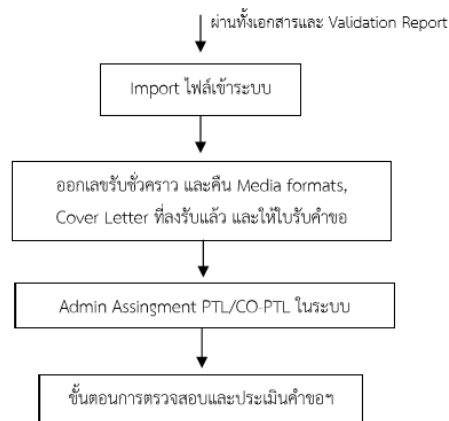 ผ่านทั้งเอกสารและ Validation Report
Import ไฟล์เข้าระบบ
ออกเลขรับชั่วคราว และคืน Media formats,
Cover Letter ที่ลงรับแล้ว และให้ใบรับคำขอ
Admin Assingment PTL/CO-PTL ในระบบ
ขั้นตอนการตรวจสอบและประเมินคำขอฯ